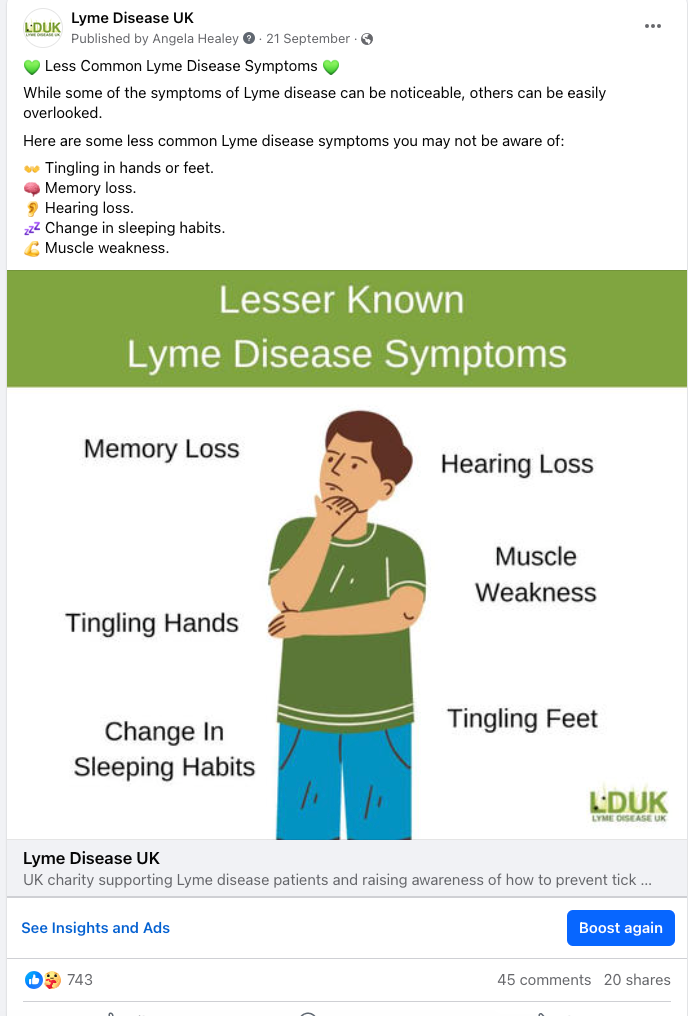 LDUK
LYME DISEASE UK
Lyme Disease UK
Published by Angela Healey · 21 September ·
💚 Less Common Lyme Disease Symptoms 💚
While some of the symptoms of Lyme disease can be noticeable, others can be easily
overlooked.
Here are some less common Lyme disease symptoms you may not be aware of:
👐 Tingling in hands or feet.
🧠 Memory loss.
👂 Hearing loss.
💤 Change in sleeping habits.
💪 Muscle weakness.
Lesser Known
Lyme Disease Symptoms
Memory Loss
Hearing Loss
Muscle
Weakness
Tingling Hands
Tingling Feet
Change In
Sleeping Habits
LDUK
LYME DISEASE UK
Lyme Disease UK
UK charity supporting Lyme disease patients and raising awareness of how to prevent tick ...
See Insights and Ads
Boost again
743
45 comments 20 shares